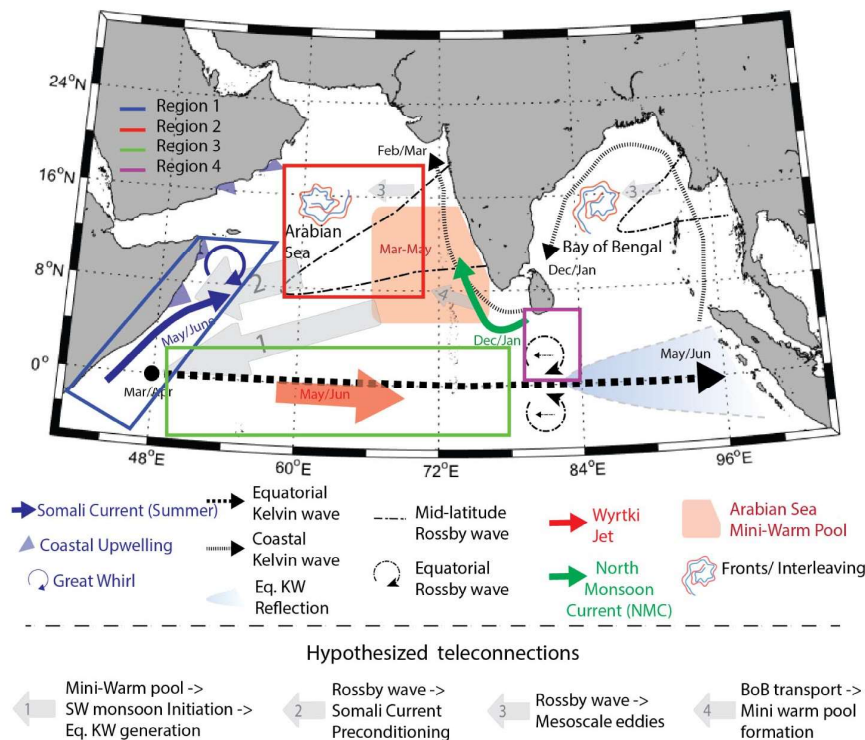 24°N
16°N
8°N
0°
Region 1
Region 2
Region 3
Region 4
Feb/Mar
3
3
Arabian
Sea
Mar-May
Bay of Bengal
Dec/Jan
2
4
May/June
1
Dec/Jan
May/Jun
Mar/Apr
May/Jun
48°E
60°E
72°E
84°E
96°E
Somali Current (Summer)
Coastal Upwelling
Great Whirl
Equatorial
Kelvin wave
Coastal
Kelvin wave
Eq. KW
Reflection
Mid-latitude
Rossby wave
Equatorial
Rossby wave
Wyrtki
Jet
North
Monsoon
Current (NMC)
Arabian Sea
Mini-Warm Pool
Fronts/ Interleaving
Hypothesized teleconnections
1
Mini-Warm pool ->
SW monsoon Initiation ->
Eq. KW generation
2
Rossby wave ->
Somali Current
Preconditioning
3
Rossby wave ->
Mesoscale eddies
4
BoB transport ->
Mini warm pool
formation